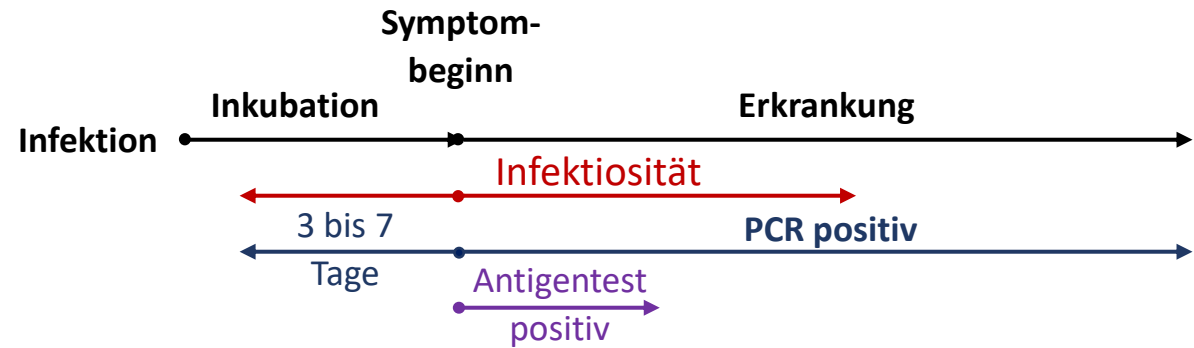 Symptom-
beginn
Inkubation
Erkrankung
Infektion
Infektiosität
3 bis 7
Tage
PCR positiv
Antigentest
positiv